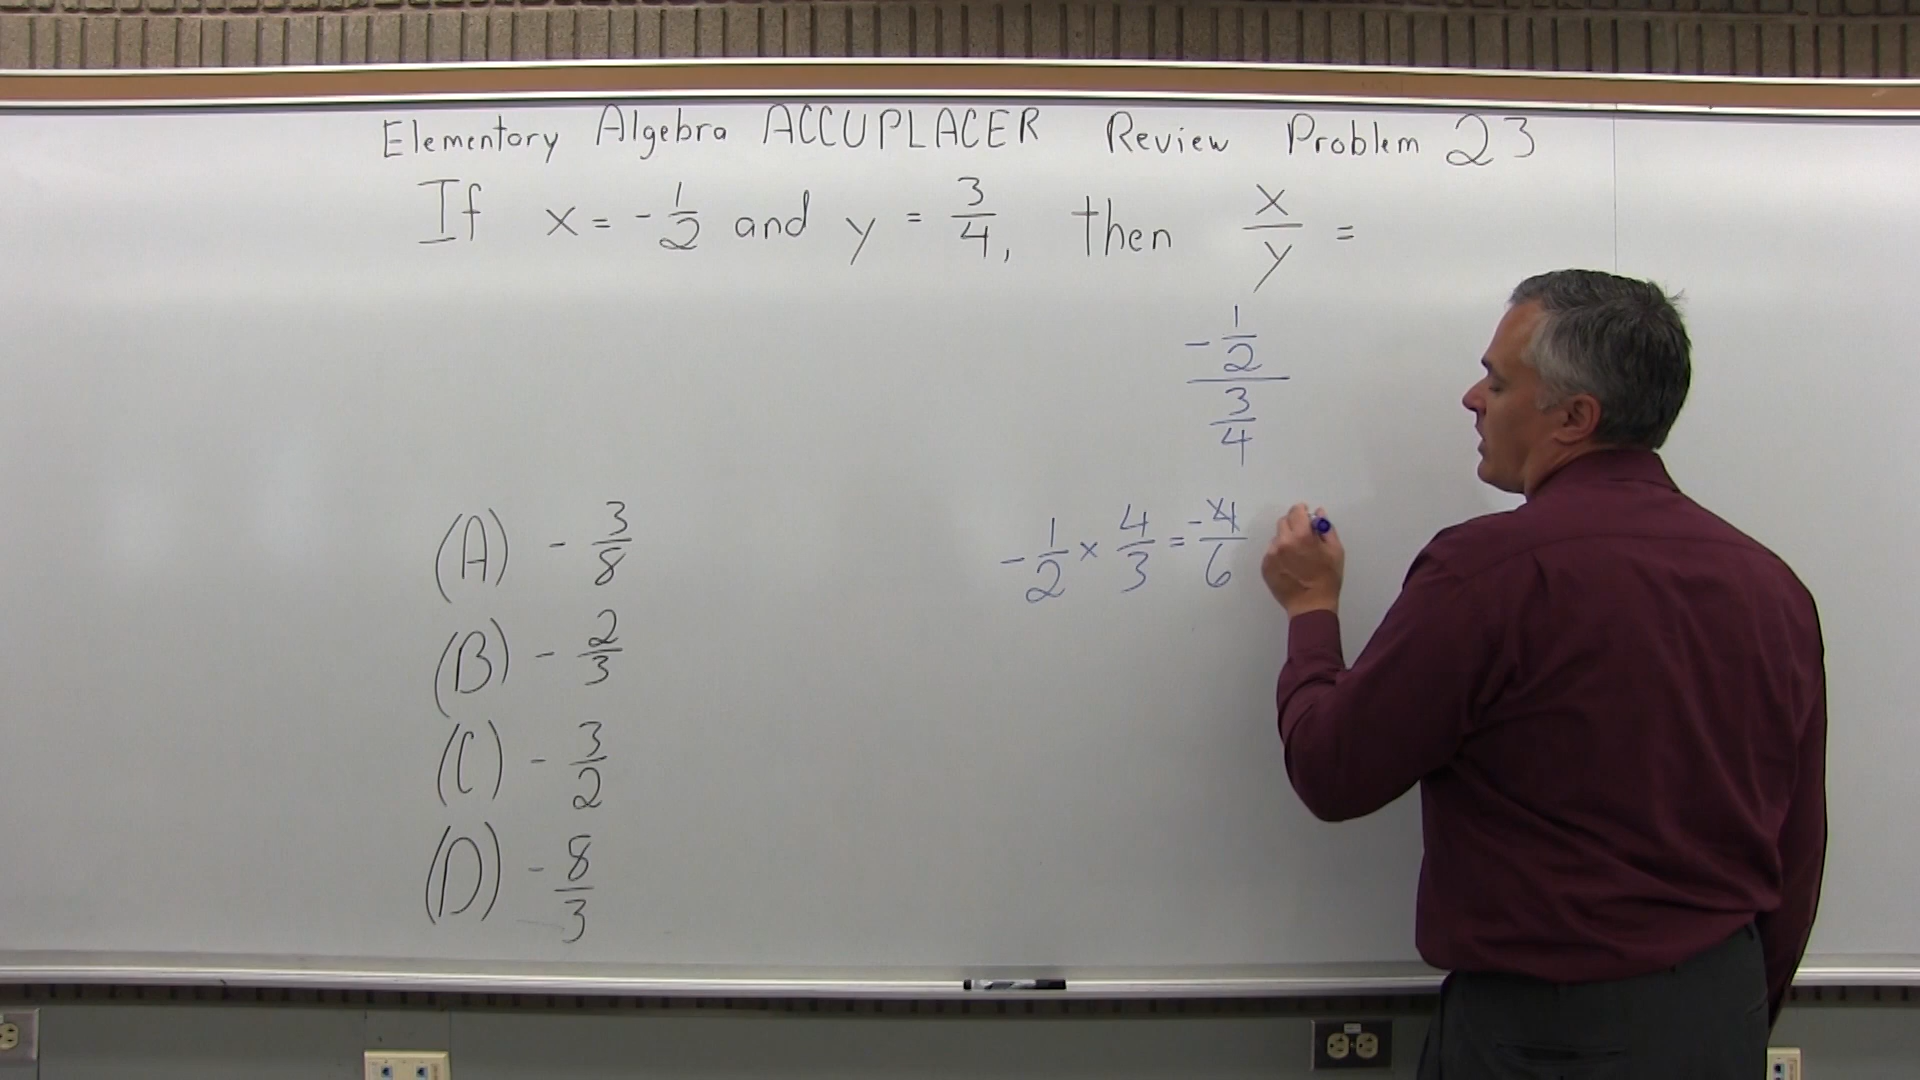 Elementary Algebra ACCUPLACER Review Problem 23
If x = - 1/2 and y = 3/4, then x/y =
- 1/2 / 3/4
- 1/2 × 4/3 = -4/6
(A) - 3/8
(B) - 2/3
(C) - 3/2
(D) - 8/3